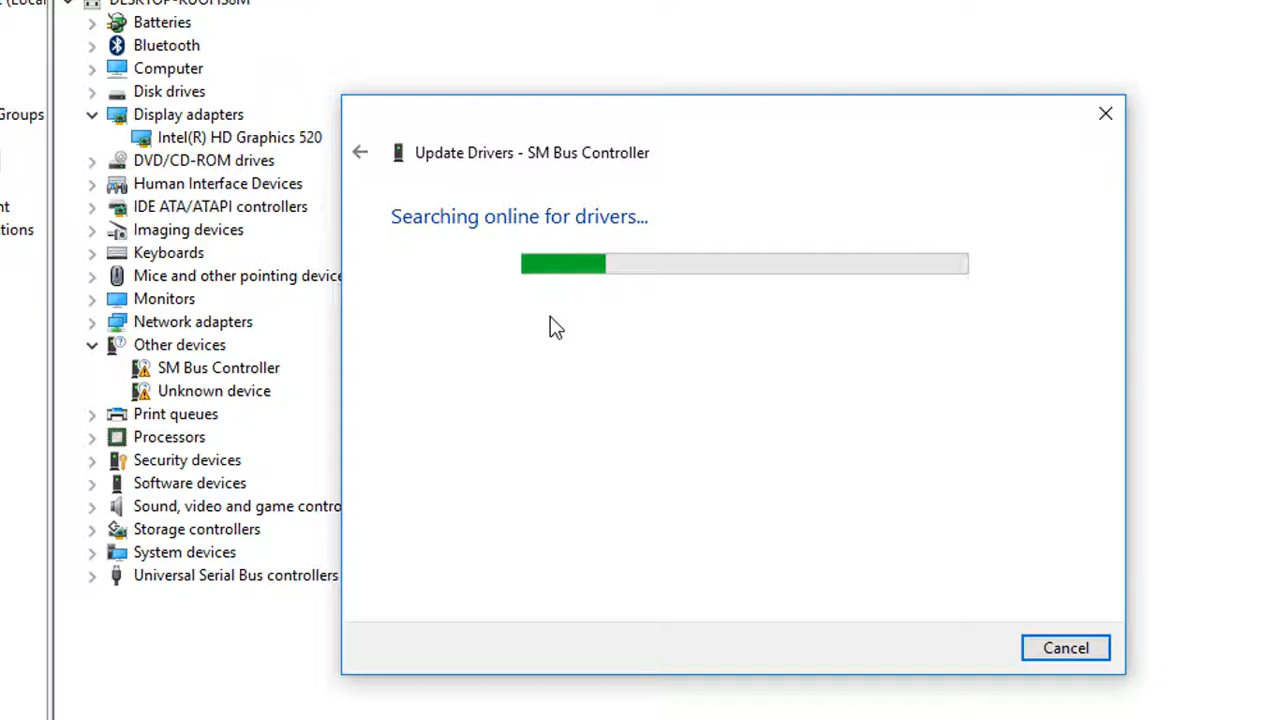 Batteries
Bluetooth
Computer
Disk drives
Groups
Display adapters
Intel(R) HD Graphics 520
DVD/CD-ROM drives
Human Interface Devices
IDE ATA/ATAPI controllers
Imaging devices
Keyboards
Mice and other pointing device
Monitors
Network adapters
Other devices
SM Bus Controller
Unknown device
Print queues
Processors
Security devices
Software devices
Sound, video and game contro
Storage controllers
System devices
Universal Serial Bus controllers
Update Drivers - SM Bus Controller
Searching online for drivers...
Cancel